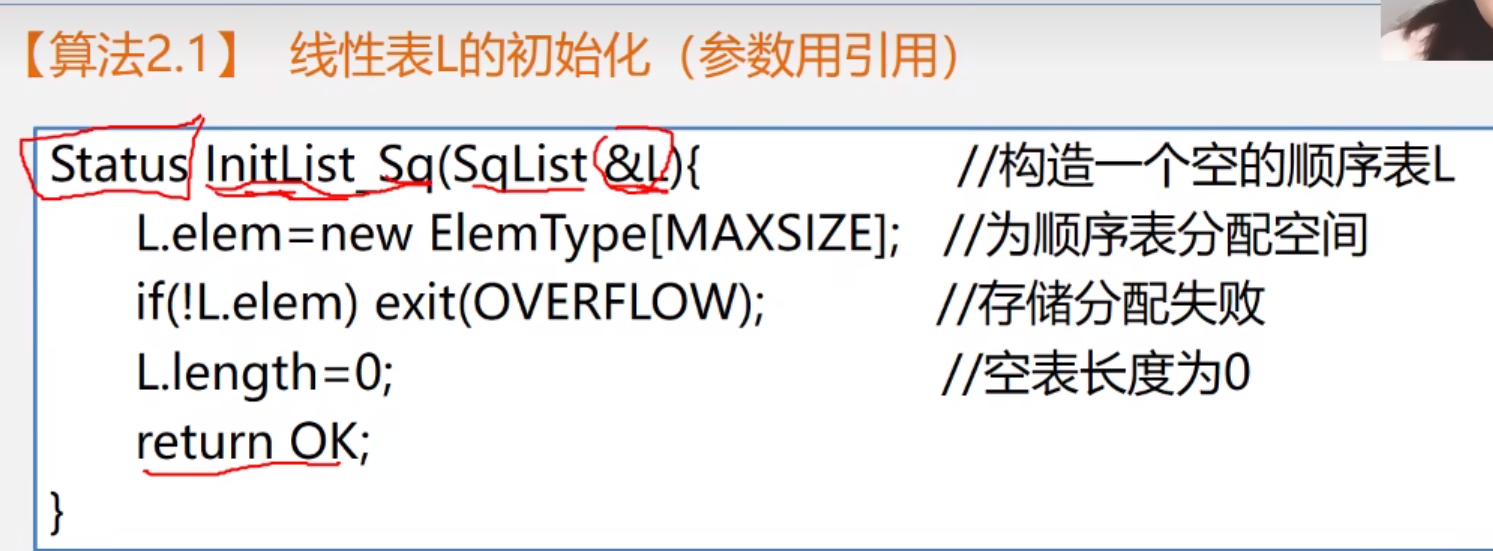 【算法2.1】 线性表L的初始化（参数用引用）
Status InitList_Sq(SqList &L){ //构造一个空的顺序表L
L.elem=new ElemType[MAXSIZE]; //为顺序表分配空间
if(!L.elem) exit(OVERFLOW); //存储分配失败
L.length=0; //空表长度为0
return OK;
}